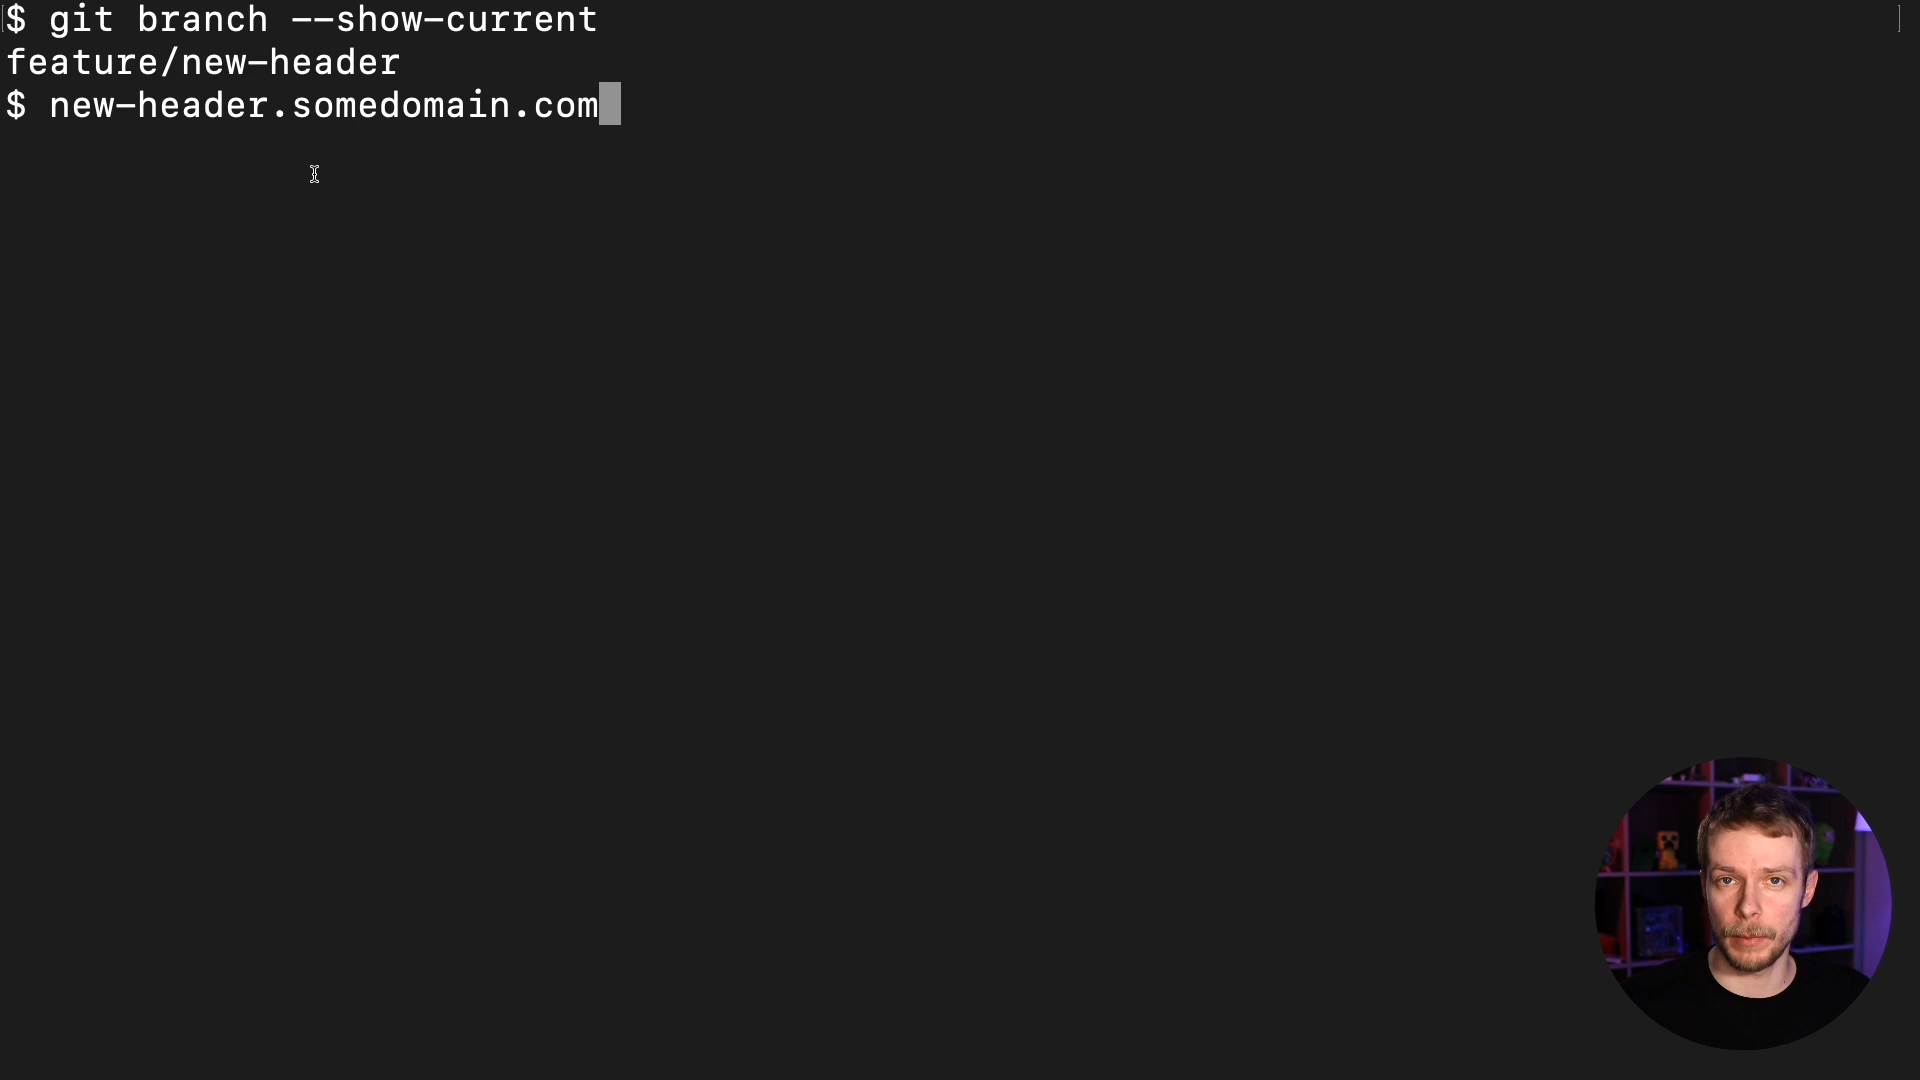 $ git branch --show-current
feature/new-header
$ new-header.somedomain.com